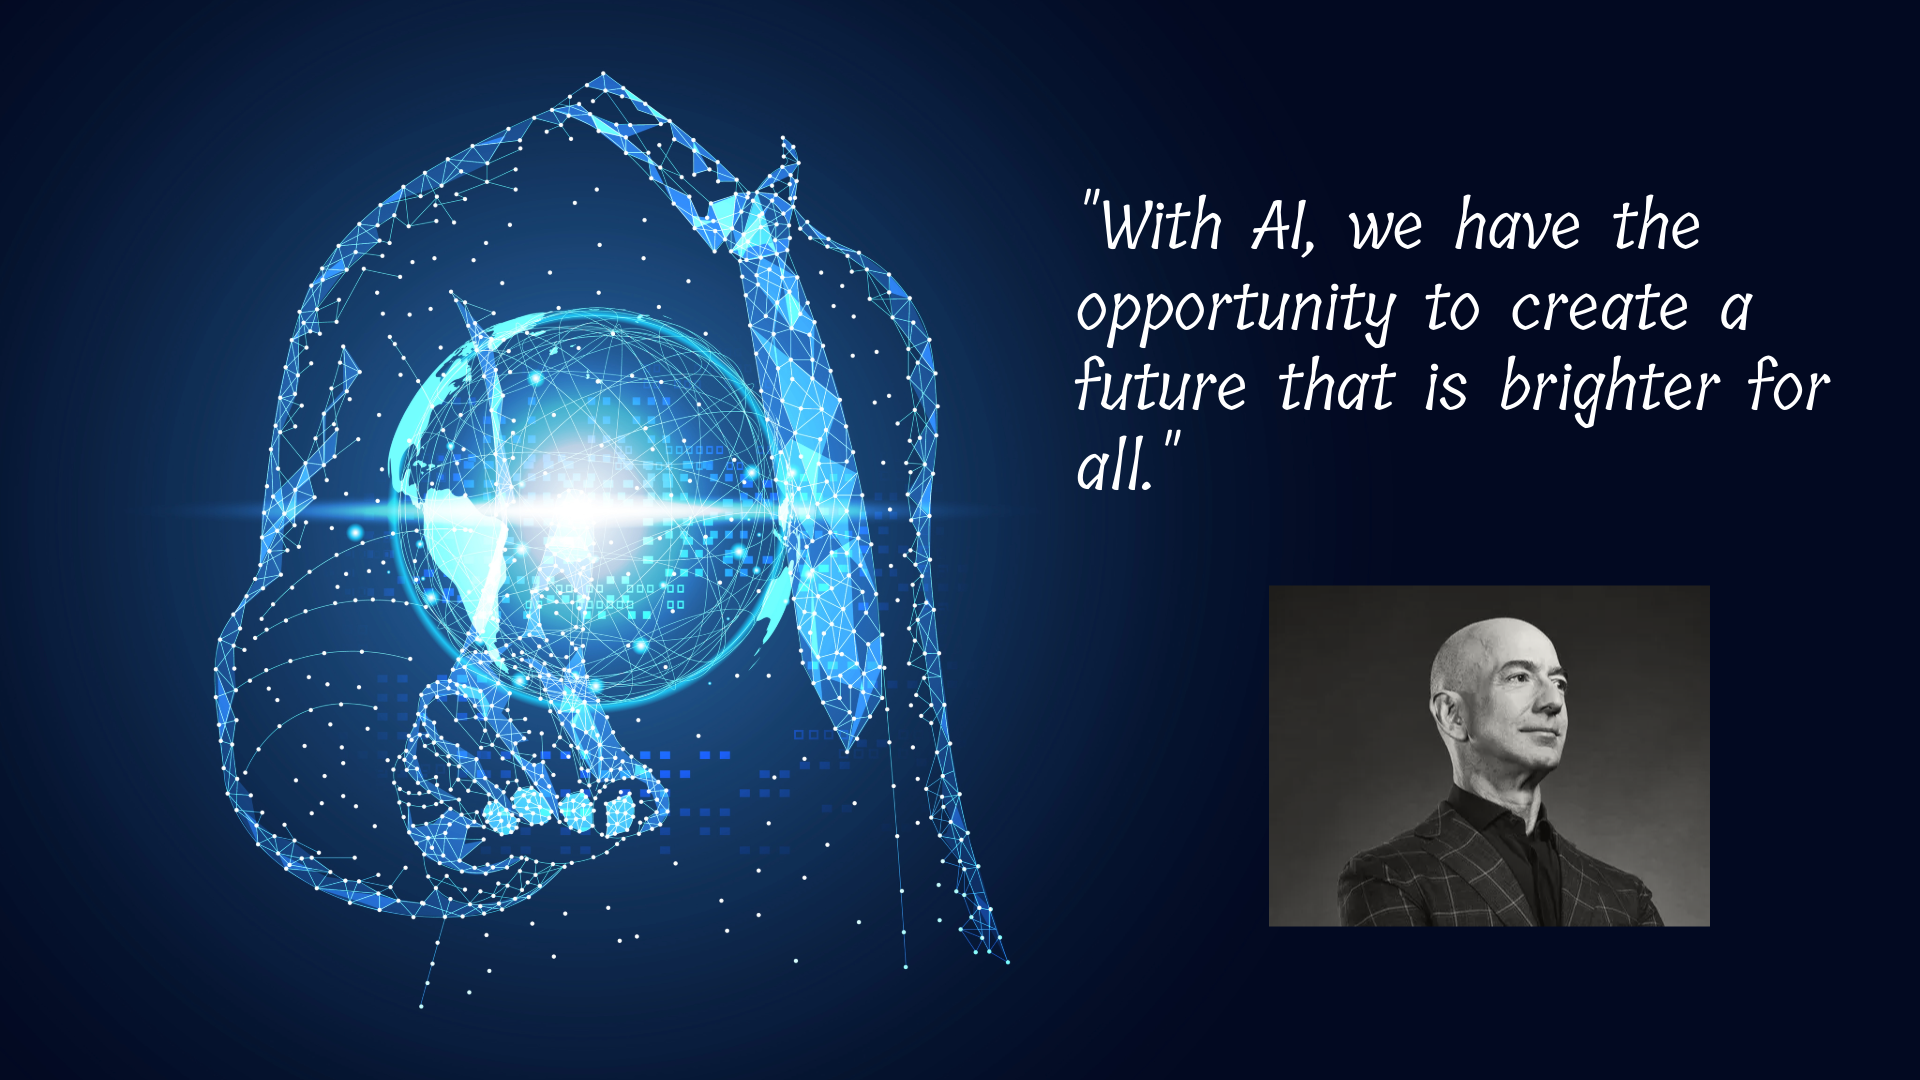 "With AI, we have the
opportunity to create a
future that is brighter for
all."